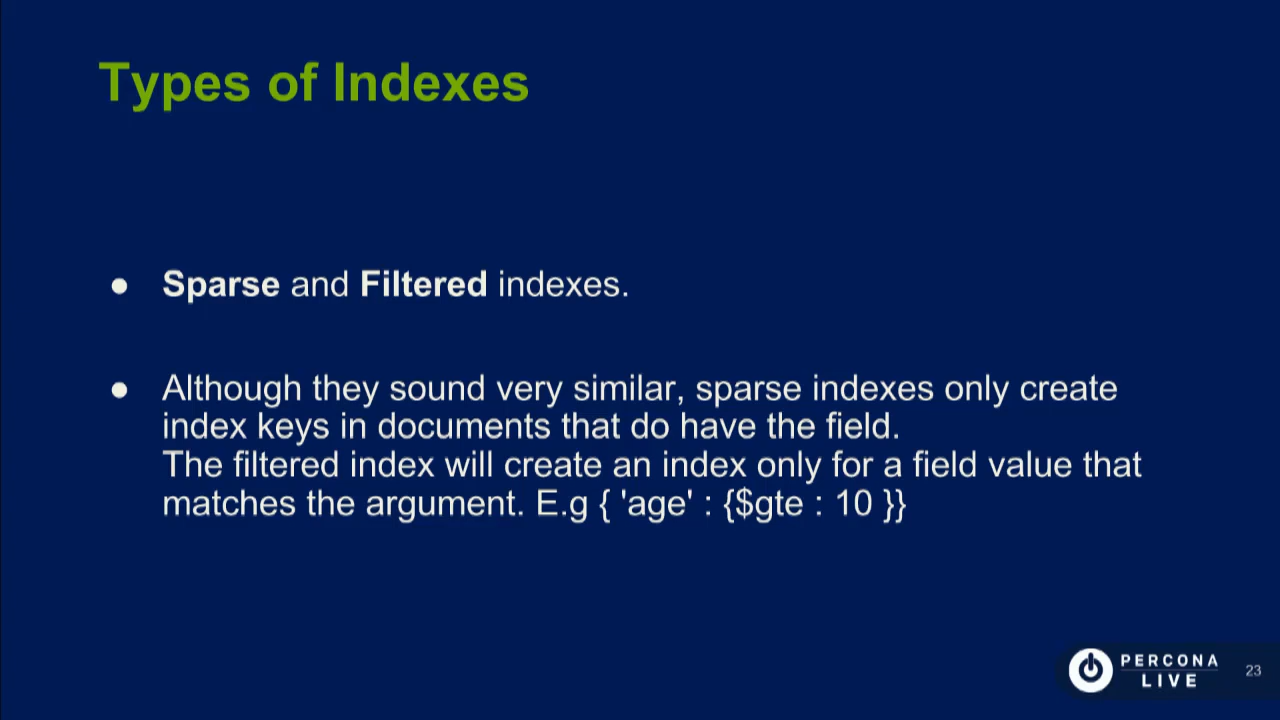 Types of Indexes
● Sparse and Filtered indexes.
● Although they sound very similar, sparse indexes only create
index keys in documents that do have the field.
The filtered index will create an index only for a field value that
matches the argument. E.g { 'age' : {$gte : 10 }}
PERCONA
LIVE
23